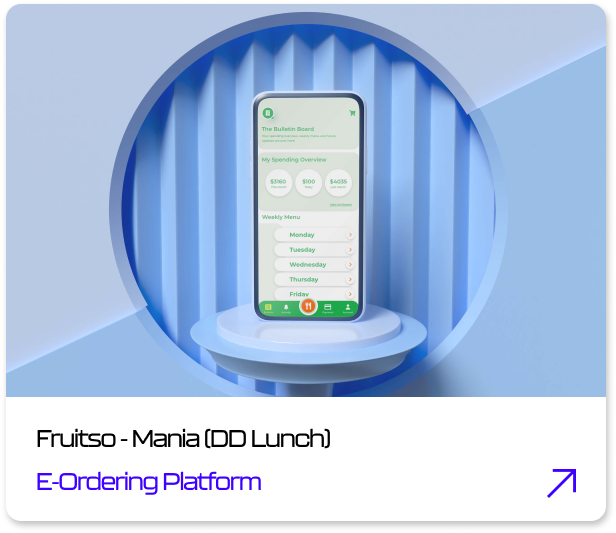 The Bulletin Board
My Spending Overview
$3160
$100
$4035
Weekly Menu
Monday
Tuesday
Wednesday
Thursday
Friday
Fruitso - Mania (DD Lunch)
E-Ordering Platform